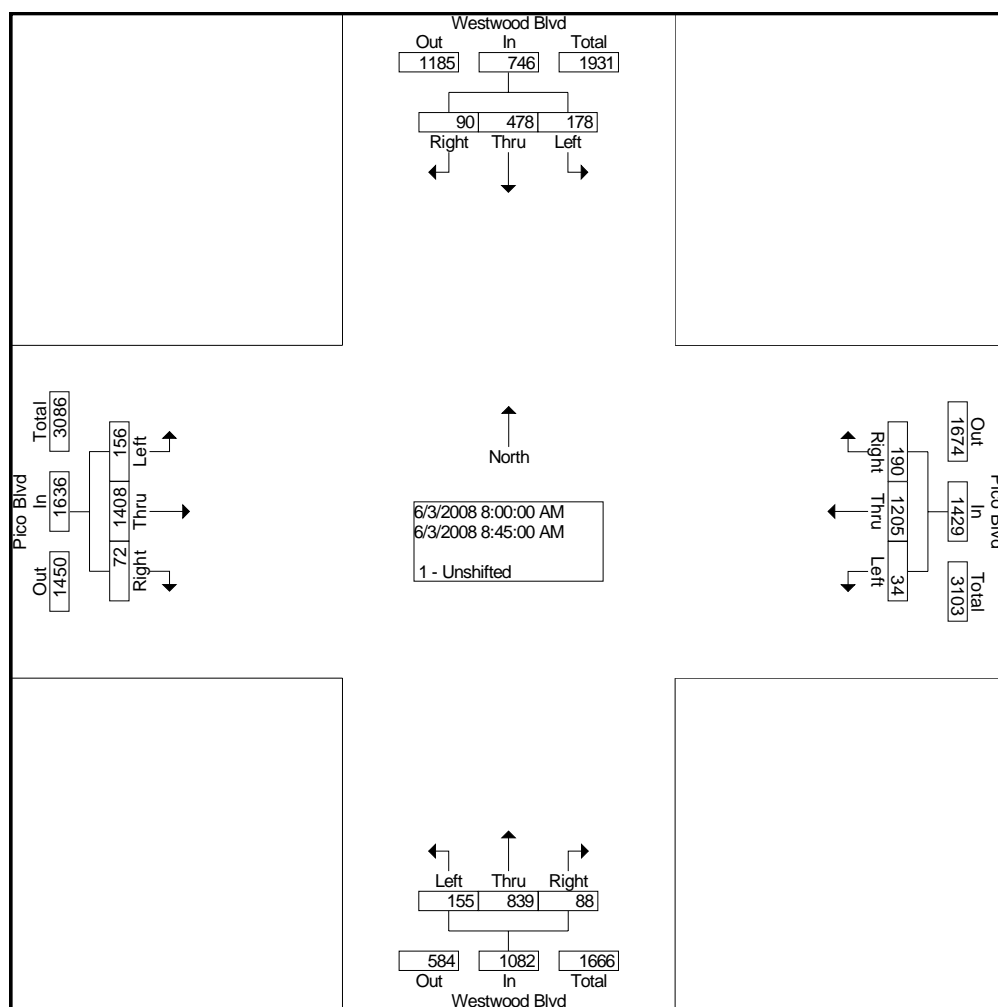 Westwood Blvd
Out In Total
1185 746 1931
90 478 178
Right Thru Left
Pico Blvd
Total In Out
3086 1636 1450
156 1408 72
Left Thru Right
North
6/3/2008 8:00:00 AM
6/3/2008 8:45:00 AM
1 - Unshifted
Right Thru Left
190 1205 34
1674 1429 3103
Out In Total
Pico Blvd
Left Thru Right
155 839 88
584 1082 1666
Out In Total
Westwood Blvd